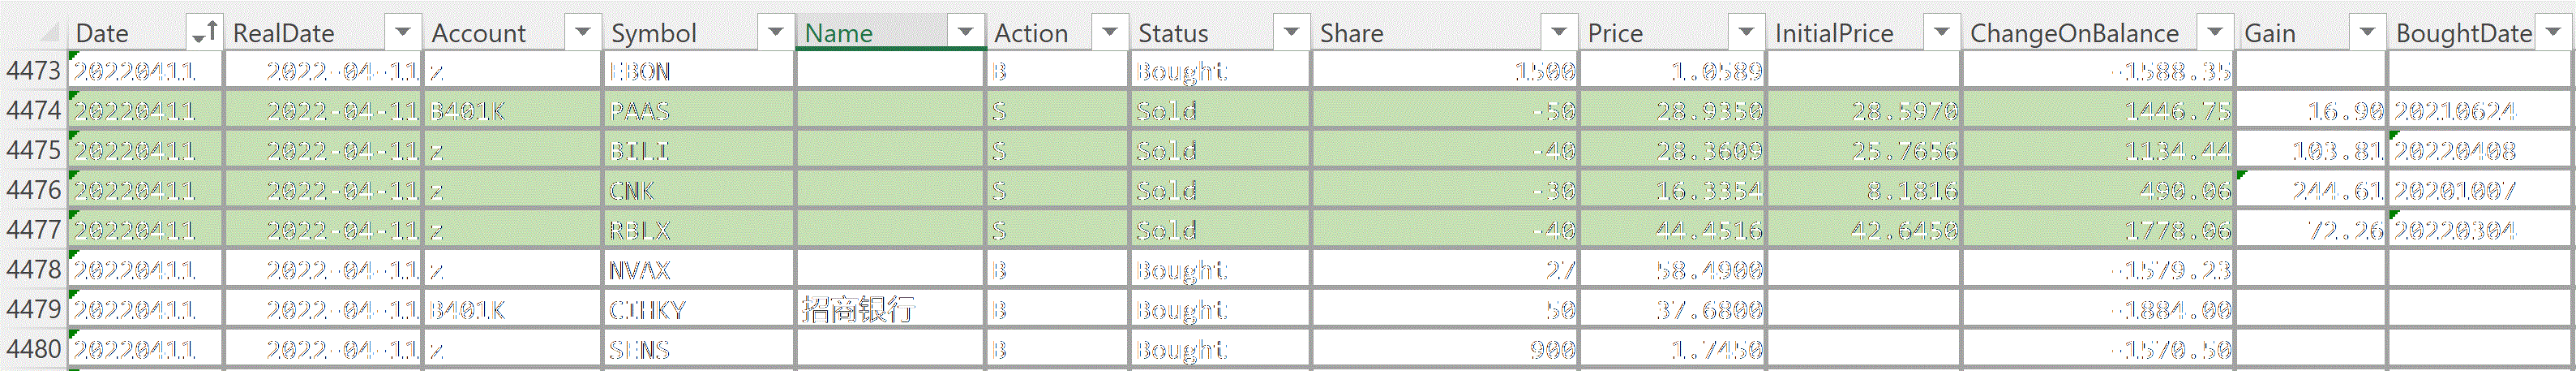 Date RealDate Account Symbol Name Action Status Share Price InitialPrice ChangeOnBalance Gain BoughtDate
4473 20220411 2022-04-11 z EBON B Bought 1500 1.0589 -1588.35
4474 20220411 2022-04-11 B401K PAAS S Sold -50 28.9350 28.5970 1446.75 16.90 20210624
4475 20220411 2022-04-11 z BILI S Sold -40 28.3609 25.7656 1134.44 103.81 20220408
4476 20220411 2022-04-11 z CNK S Sold -30 16.3354 8.1816 490.06 244.61 20201007
4477 20220411 2022-04-11 z RBLX S Sold -40 44.4516 42.6450 1778.06 72.26 20220304
4478 20220411 2022-04-11 z NVAX B Bought 27 58.4900 -1579.23
4479 20220411 2022-04-11 B401K CIHKY 招商银行 B Bought 50 37.6800 -1884.00
4480 20220411 2022-04-11 z SENS B Bought 900 1.7450 -1570.50